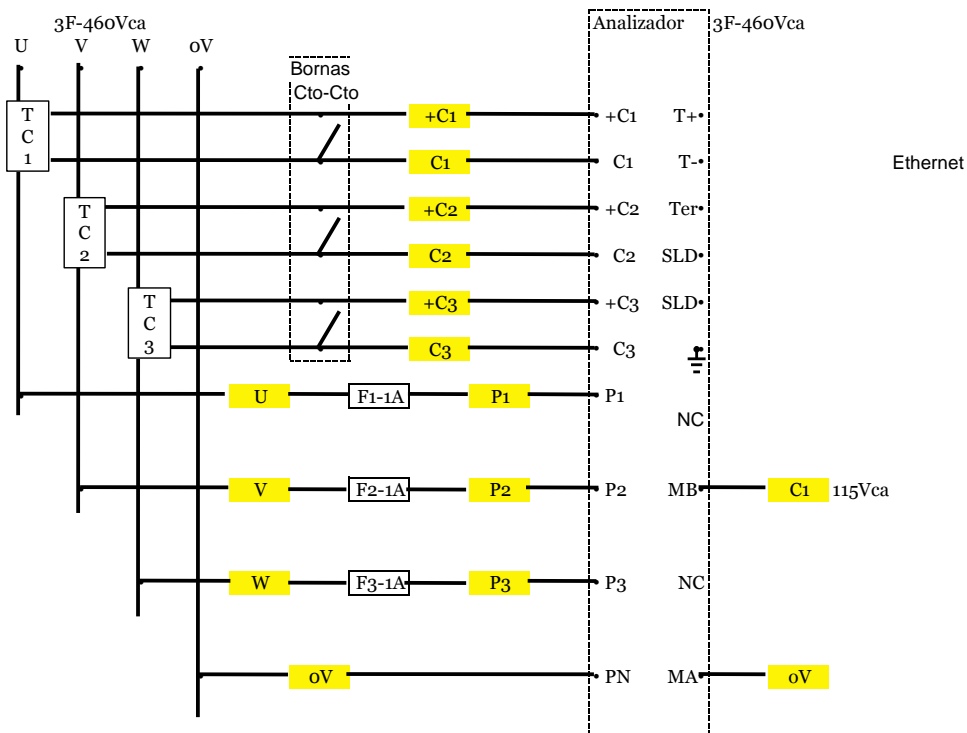 3F-460Vca
Analizador
3F-460Vca
U
V
W
0V
Bornas
Cto-Cto
T
C
1
+C1
+C1
T+
C1
C1
T-
Ethernet
T
C
2
+C2
+C2
Ter
C2
C2
SLD
T
C
3
+C3
+C3
SLD
C3
C3
U
F1-1A
P1
P1
NC
V
F2-1A
P2
P2
MB
C1
115Vca
W
F3-1A
P3
P3
NC
0V
PN
MA
0V